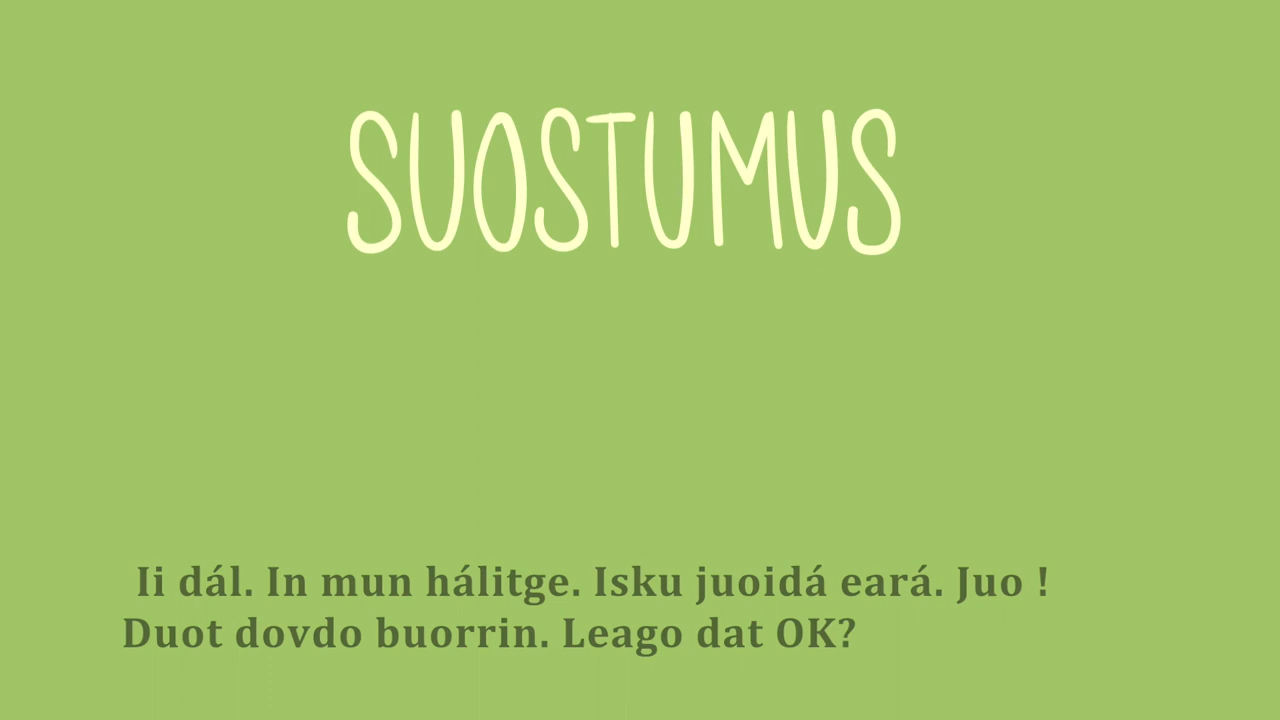 SUOSTUMUS
Ii dál. In mun hálitge. Isku juoidá eará. Juo !
Duot dovdo buorrin. Leago dat OK?